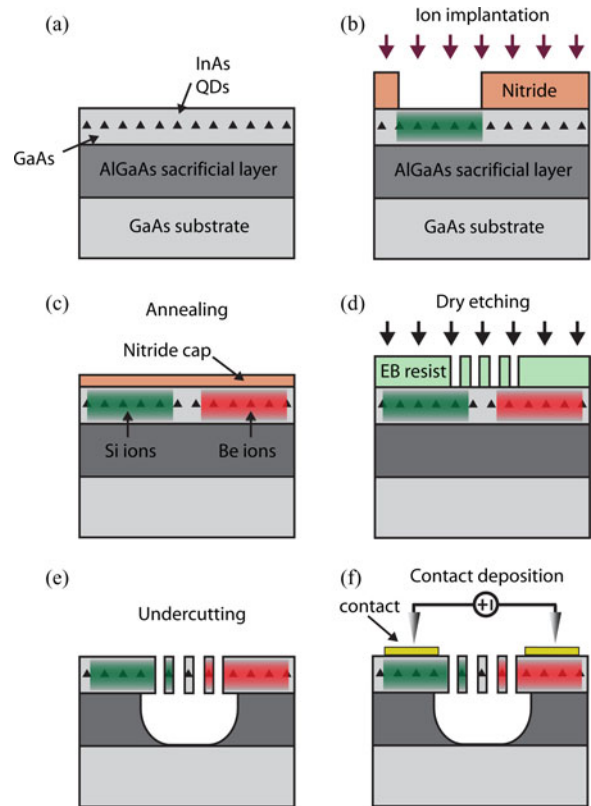 (a)
InAs
QDs
GaAs
AlGaAs sacrificial layer
GaAs substrate
(b)
Ion implantation
Nitride
AlGaAs sacrificial layer
GaAs substrate
(c)
Annealing
Nitride cap
Si ions
Be ions
(d)
Dry etching
EB resist
(e)
Undercutting
(f)
Contact deposition
contact
+I